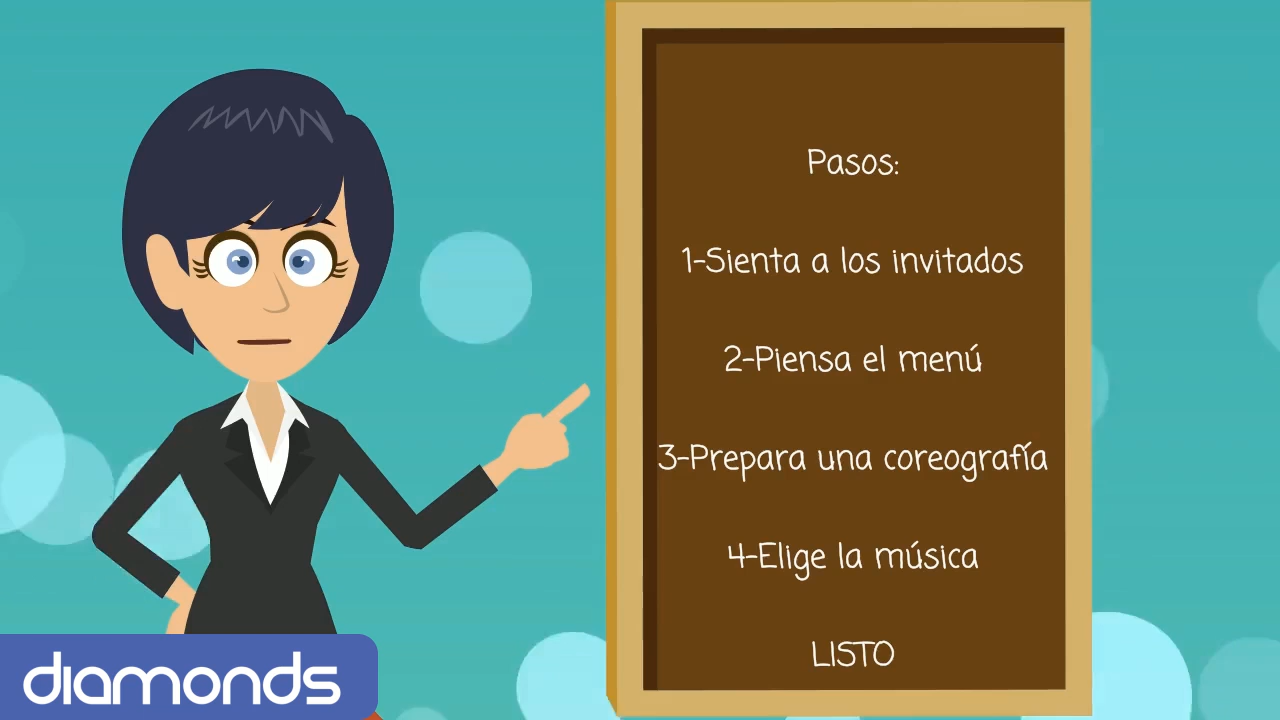 Pasos:
1-Sienta a los invitados
2-Piensa el menú
3-Prepara una coreografía
4-Elige la música
LISTO
diamonds